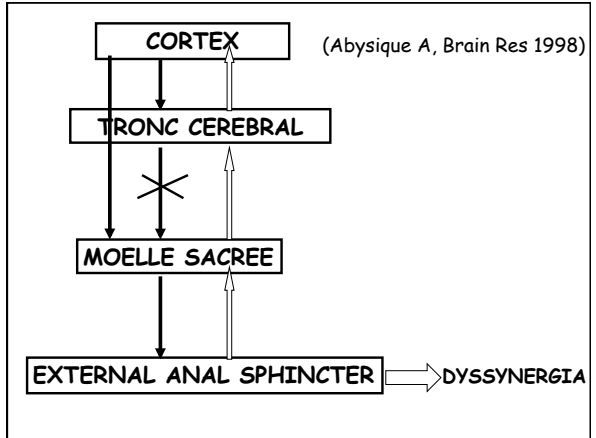 CORTEX
(Abysique A, Brain Res 1998)
TRONC CEREBRAL
MOELLE SACREE
EXTERNAL ANAL SPHINCTER
DYSSYNERGIA